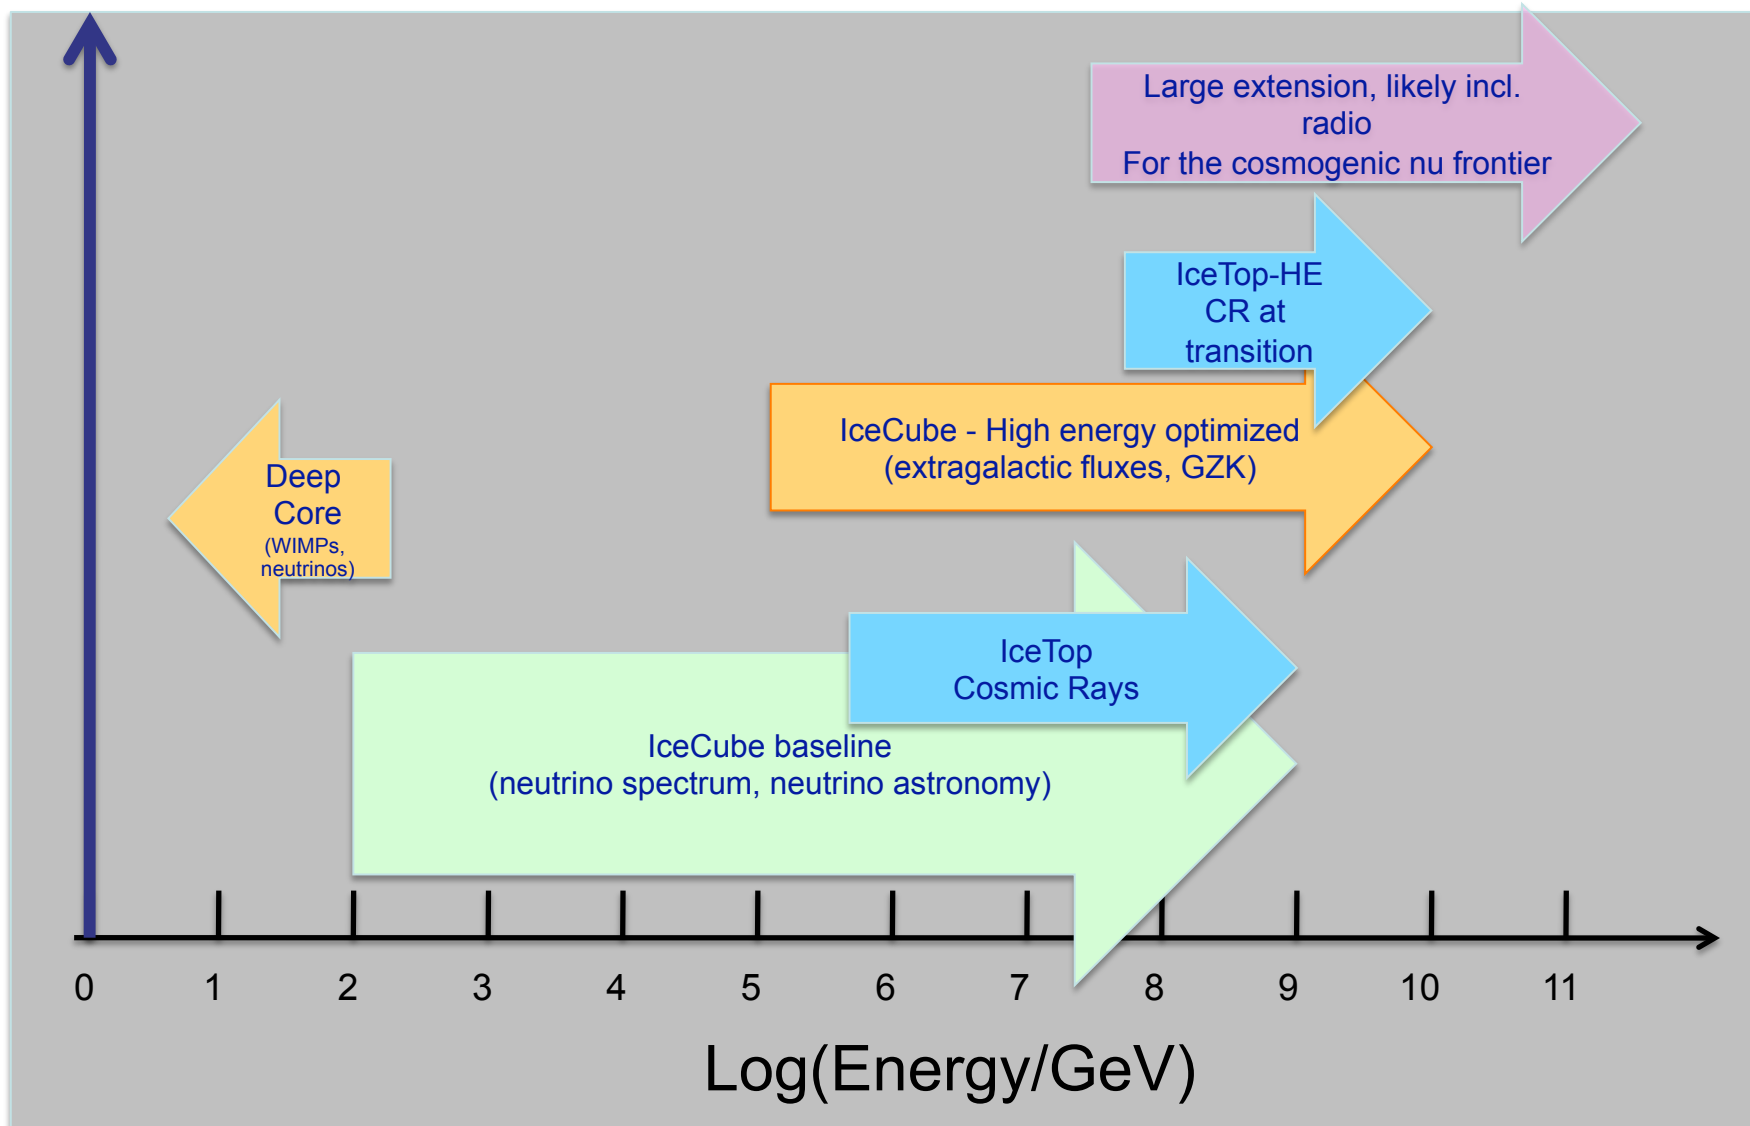 Large extension, likely incl.
radio
For the cosmogenic nu frontier
IceTop-HE
CR at
transition
IceCube - High energy optimized
(extragalactic fluxes, GZK)
Deep
Core
(WIMPs,
neutrinos)
IceTop
Cosmic Rays
IceCube baseline
(neutrino spectrum, neutrino astronomy)
0 1 2 3 4 5 6 7 8 9 10 11
Log(Energy/GeV)